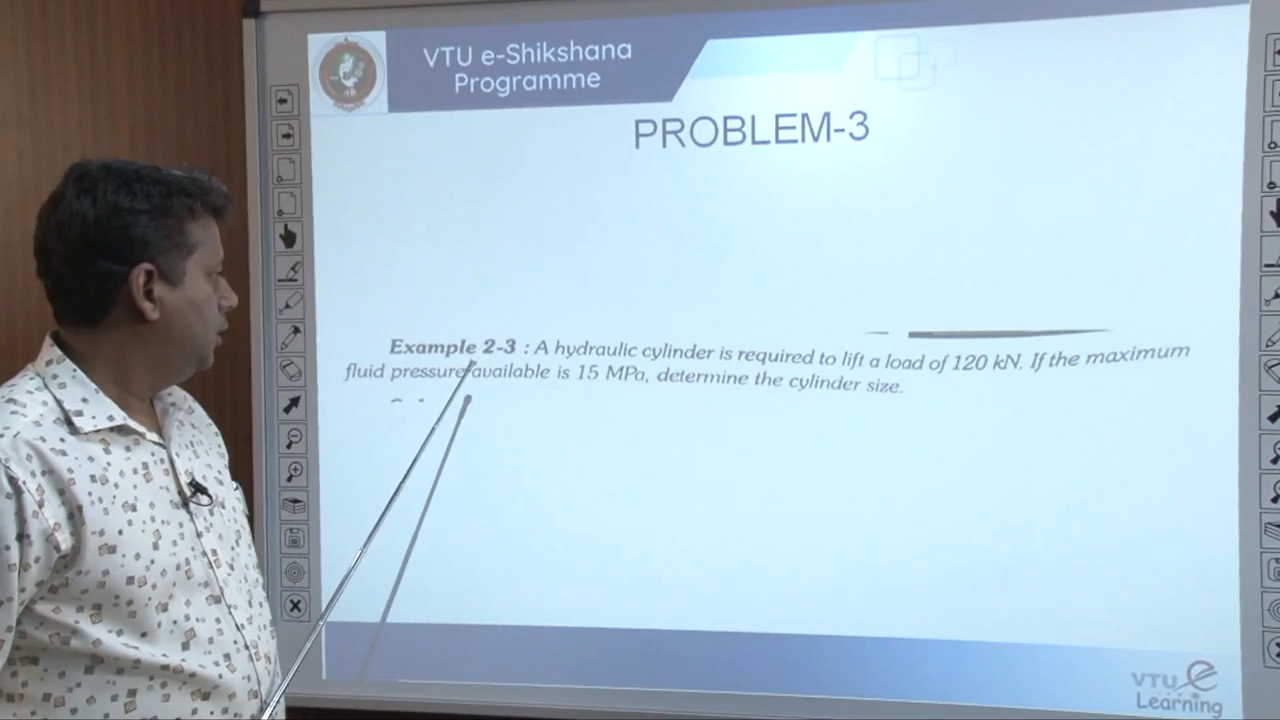 VTU e-Shikshana
Programme
PROBLEM-3
Example 2-3 : A hydraulic cylinder is required to lift a load of 120 kN. If the maximum
fluid pressure available is 15 MPa, determine the cylinder size.
VTU e
Learning